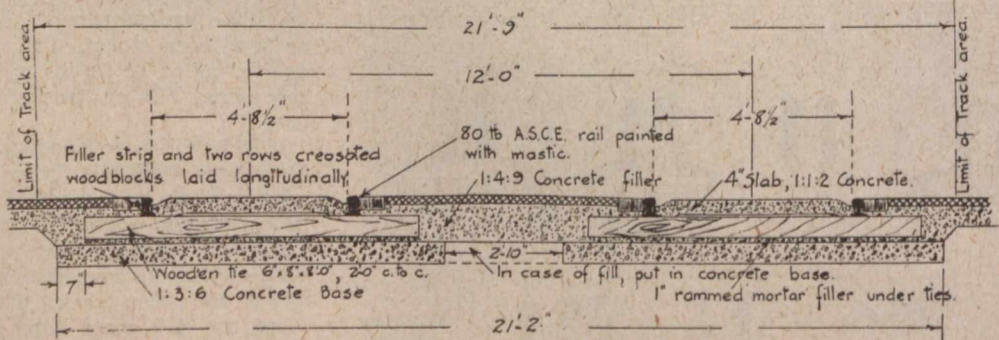 21'-9"
12'-0"
4'-8½"
4'-8½"
Limit of Track area.
Limit of Track area.
80 lb A.S.C.E. rail painted
with mastic.
Filler strip and two rows creosoted
woodblocks laid longitudinally
1:4:9 Concrete filler
4" Slab, 1:1:2 Concrete.
2'-10"
Wooden tie 6"x8"x8'0", 2'0" c. to c.
In case of fill, put in concrete base.
7"
1:3:6 Concrete Base
1" rammed mortar filler under ties.
21'-2"